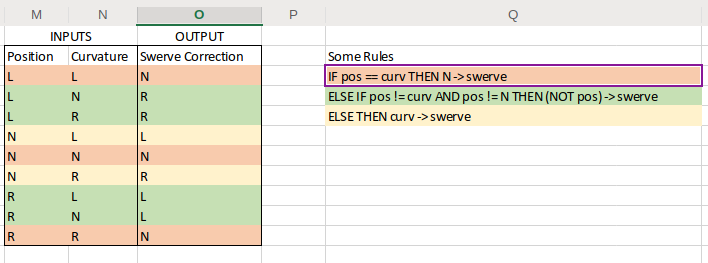 M N O P Q
INPUTS OUTPUT
Position Curvature Swerve Correction Some Rules
L L N IF pos == curv THEN N -> swerve
L N R ELSE IF pos != curv AND pos != N THEN (NOT pos) -> swerve
L R R ELSE THEN curv -> swerve
N L L
N N N
N R R
R L L
R N L
R R N